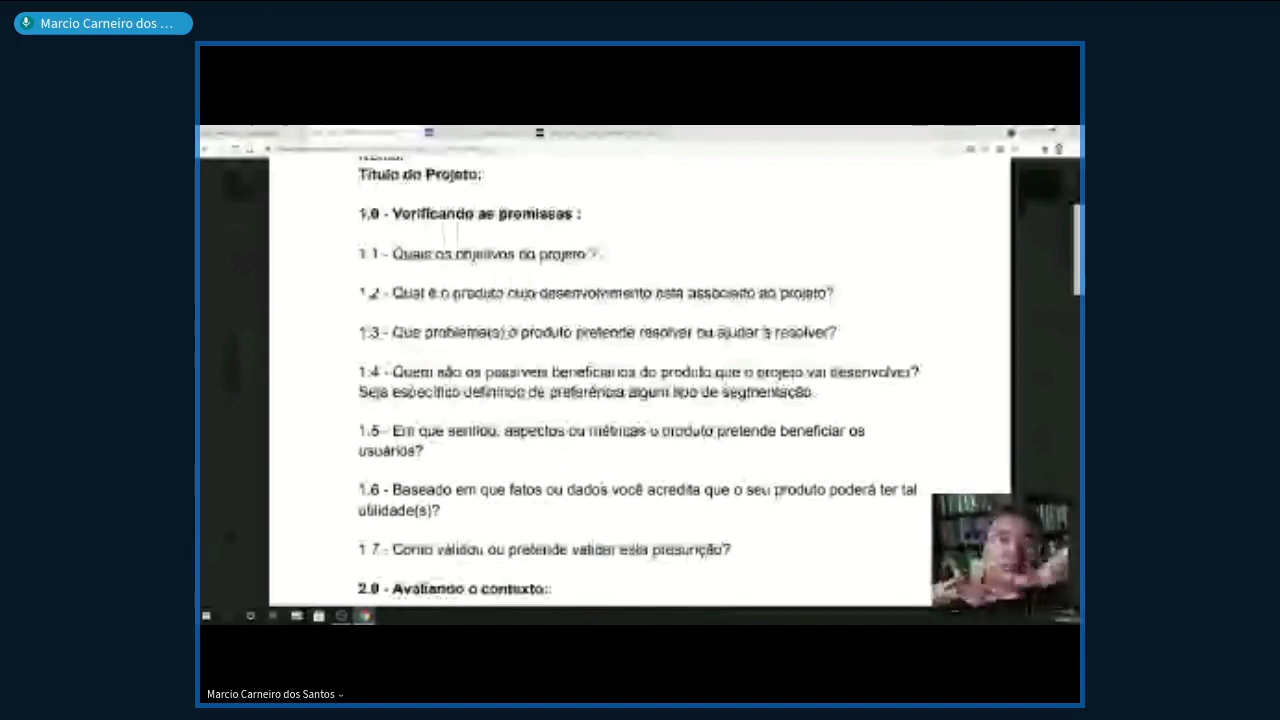 Marcio Carneiro dos ...
Título do Projeto:
1.0 - Verificando as premissas :
1.1 - Quais os objetivos do projeto ?
1.2 - Qual é o produto cujo desenvolvimento está associado ao projeto?
1.3 - Que problema(s) o produto pretende resolver ou ajudar a resolver?
1.4 - Quem são os possíveis beneficiários do produto que o projeto vai desenvolver?
Seja específico definindo de preferência algum tipo de segmentação.
1.5 - Em que sentido, aspectos ou métricas o produto pretende beneficiar os
usuários?
1.6 - Baseado em que fatos ou dados você acredita que o seu produto poderá ter tal
utilidade(s)?
1.7 - Como validou ou pretende validar esta presunção?
2.0 - Avaliando o contexto:
Marcio Carneiro dos Santos